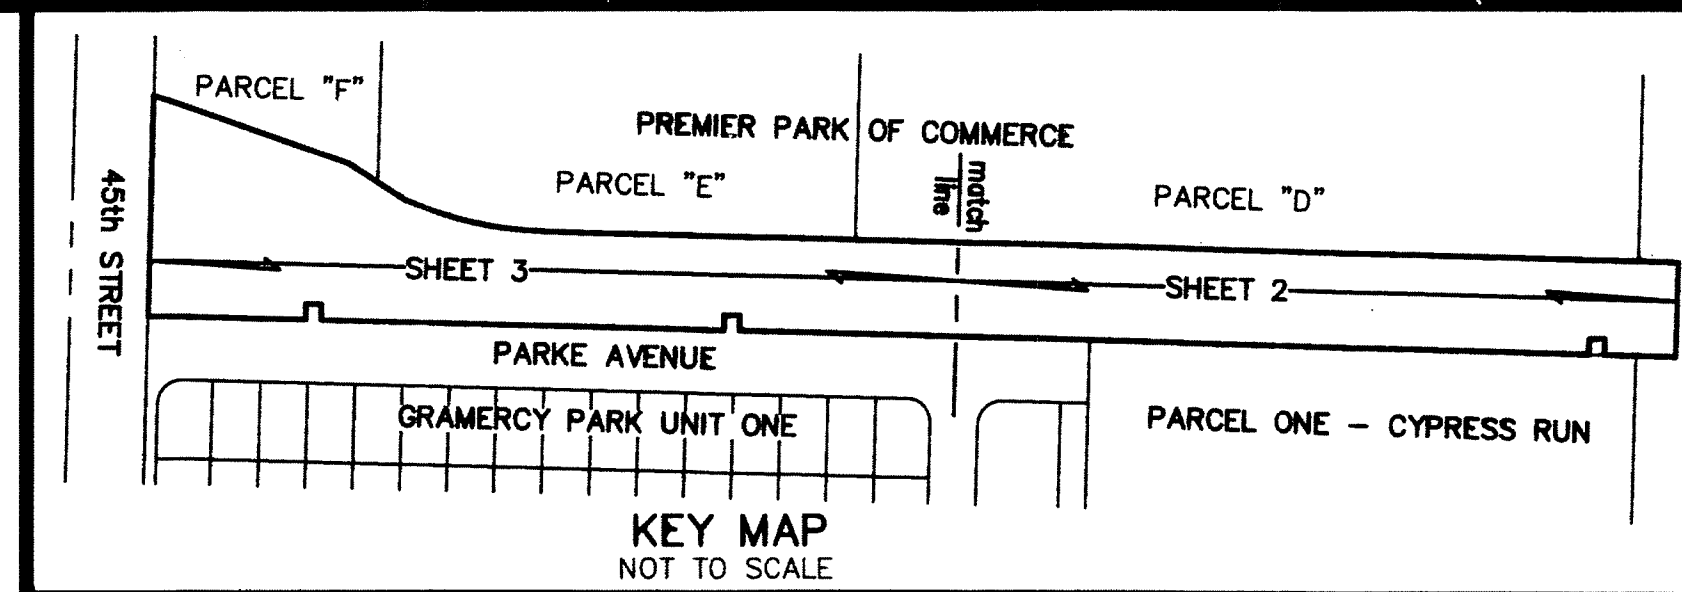 PARCEL "F"
PREMIER PARK OF COMMERCE
match
line
PARCEL "E"
PARCEL "D"
45th STREET
SHEET 3
SHEET 2
PARKE AVENUE
GRAMERCY PARK UNIT ONE
PARCEL ONE - CYPRESS RUN
KEY MAP
NOT TO SCALE